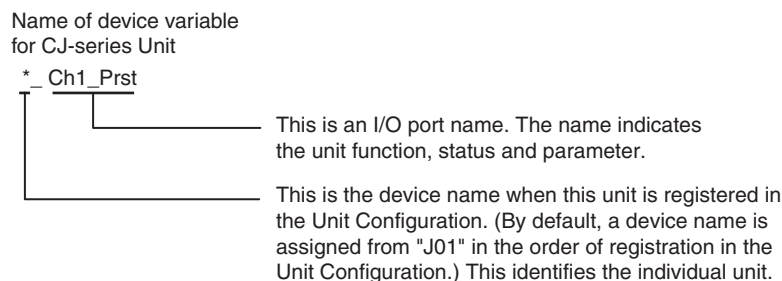 Name of device variable
for CJ-series Unit
*_ Ch1_Prst
This is an I/O port name. The name indicates
the unit function, status and parameter.
This is the device name when this unit is registered in
the Unit Configuration. (By default, a device name is
assigned from "J01" in the order of registration in the
Unit Configuration.) This identifies the individual unit.